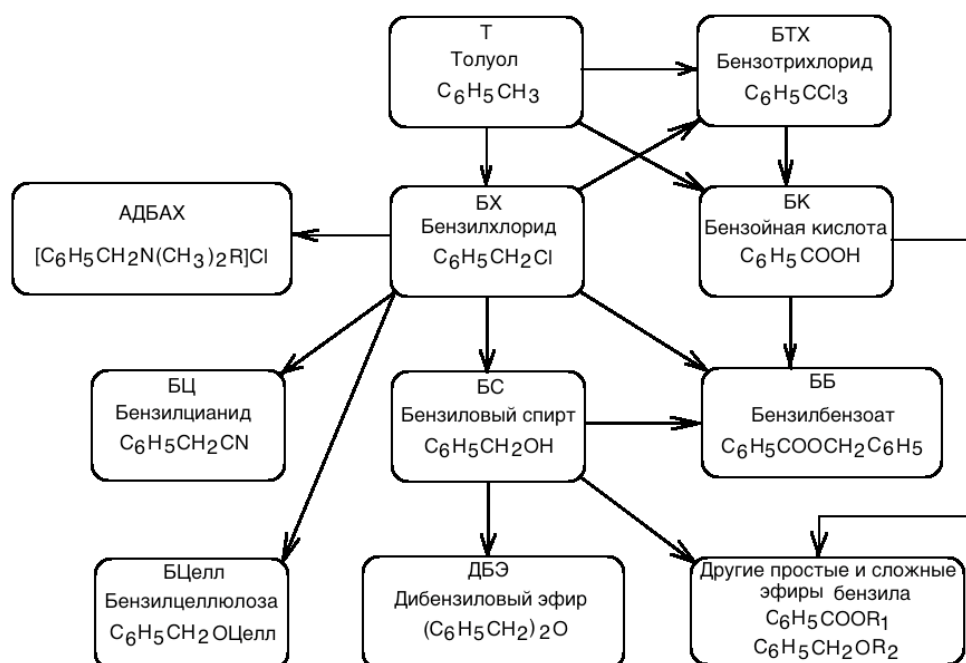 Т
Толуол
C6H5CH3
БТХ
Бензотрихлорид
C6H5CCl3
АДБАХ
[C6H5CH2N(CH3)2R]Cl
БХ
Бензилхлорид
C6H5CH2Cl
БК
Бензойная кислота
C6H5COOH
БЦ
Бензилцианид
C6H5CH2CN
БС
Бензиловый спирт
C6H5CH2OH
ББ
Бензилбензоат
C6H5COOCH2C6H5
БЦелл
Бензилцеллюлоза
C6H5CH2OЦелл
ДБЭ
Дибензиловый эфир
(C6H5CH2)2O
Другие простые и сложные
эфиры бензила
C6H5COOR1
C6H5CH2OR2